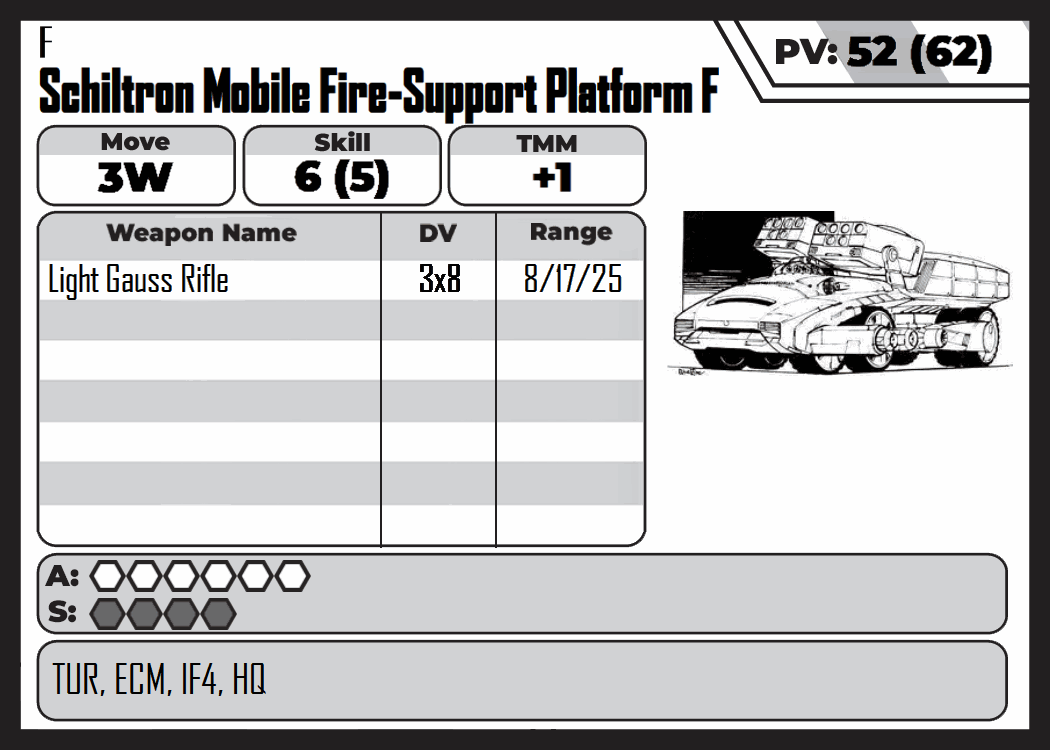 F
Schiltron Mobile Fire-Support Platform F
PV: 52 (62)
Move Skill TMM
3W 6 (5) +1
Weapon Name DV Range
Light Gauss Rifle 3x8 8/17/25
A:
S:
TUR, ECM, IF4, HQ